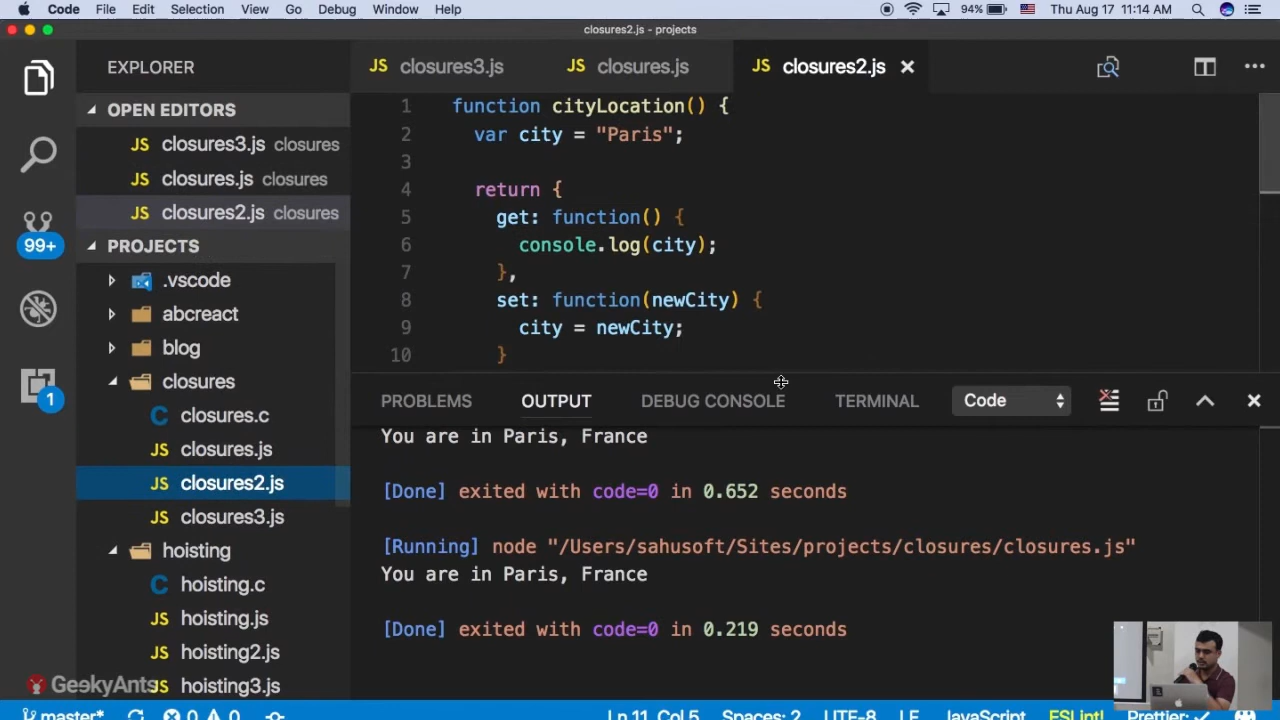 Code File Edit Selection View Go Debug Window Help 94% Thu Aug 17 11:14 AM
closures2.js - projects
EXPLORER
OPEN EDITORS
JS closures3.js closures
JS closures.js closures
JS closures2.js closures
99+
PROJECTS
.vscode
abcreact
blog
closures
1
C closures.c
JS closures.js
JS closures2.js
JS closures3.js
hoisting
C hoisting.c
JS hoisting.js
JS hoisting2.js
JS hoisting3.js
GeekyAnts
JS closures3.js JS closures.js JS closures2.js
1 function cityLocation() {
2 var city = "Paris";
3
4 return {
5 get: function() {
6 console.log(city);
7 },
8 set: function(newCity) {
9 city = newCity;
10 }
PROBLEMS OUTPUT DEBUG CONSOLE TERMINAL Code
You are in Paris, France
[Done] exited with code=0 in 0.652 seconds
[Running] node "/Users/sahusoft/Sites/projects/closures/closures.js"
You are in Paris, France
[Done] exited with code=0 in 0.219 seconds
master* 0 0 Ln 11, Col 5 Spaces: 2 UTF-8 LF JavaScript ESLint! Prettier: ✓